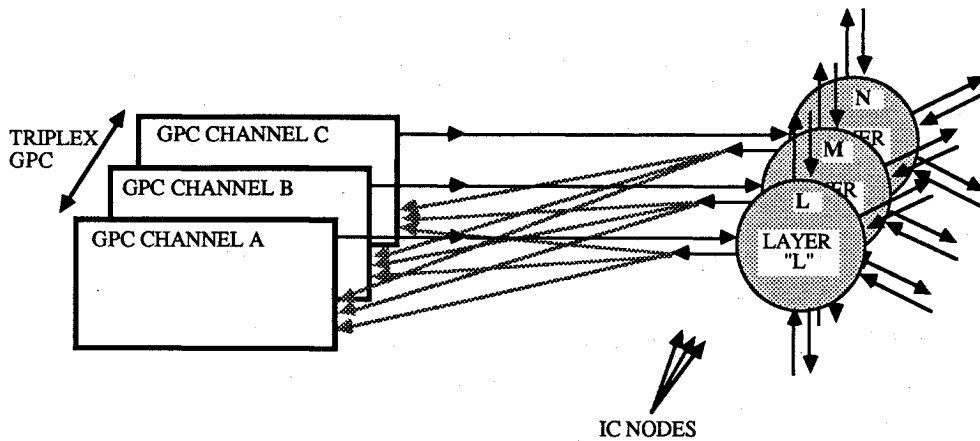 N
TRIPLEX
GPC
GPC CHANNEL C
M
GPC CHANNEL B
L
GPC CHANNEL A
LAYER
"L"
IC NODES